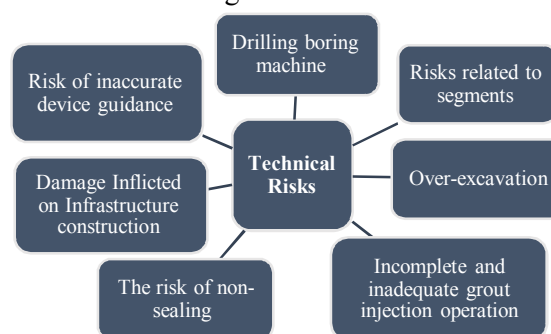 Drilling boring
machine
Risk of inaccurate
device guidance
Risks related to
segments
Technical
Risks
Damage Inflicted
on Infrastructure
construction
Over-excavation
The risk of non-
sealing
Incomplete and
inadequate grout
injection operation